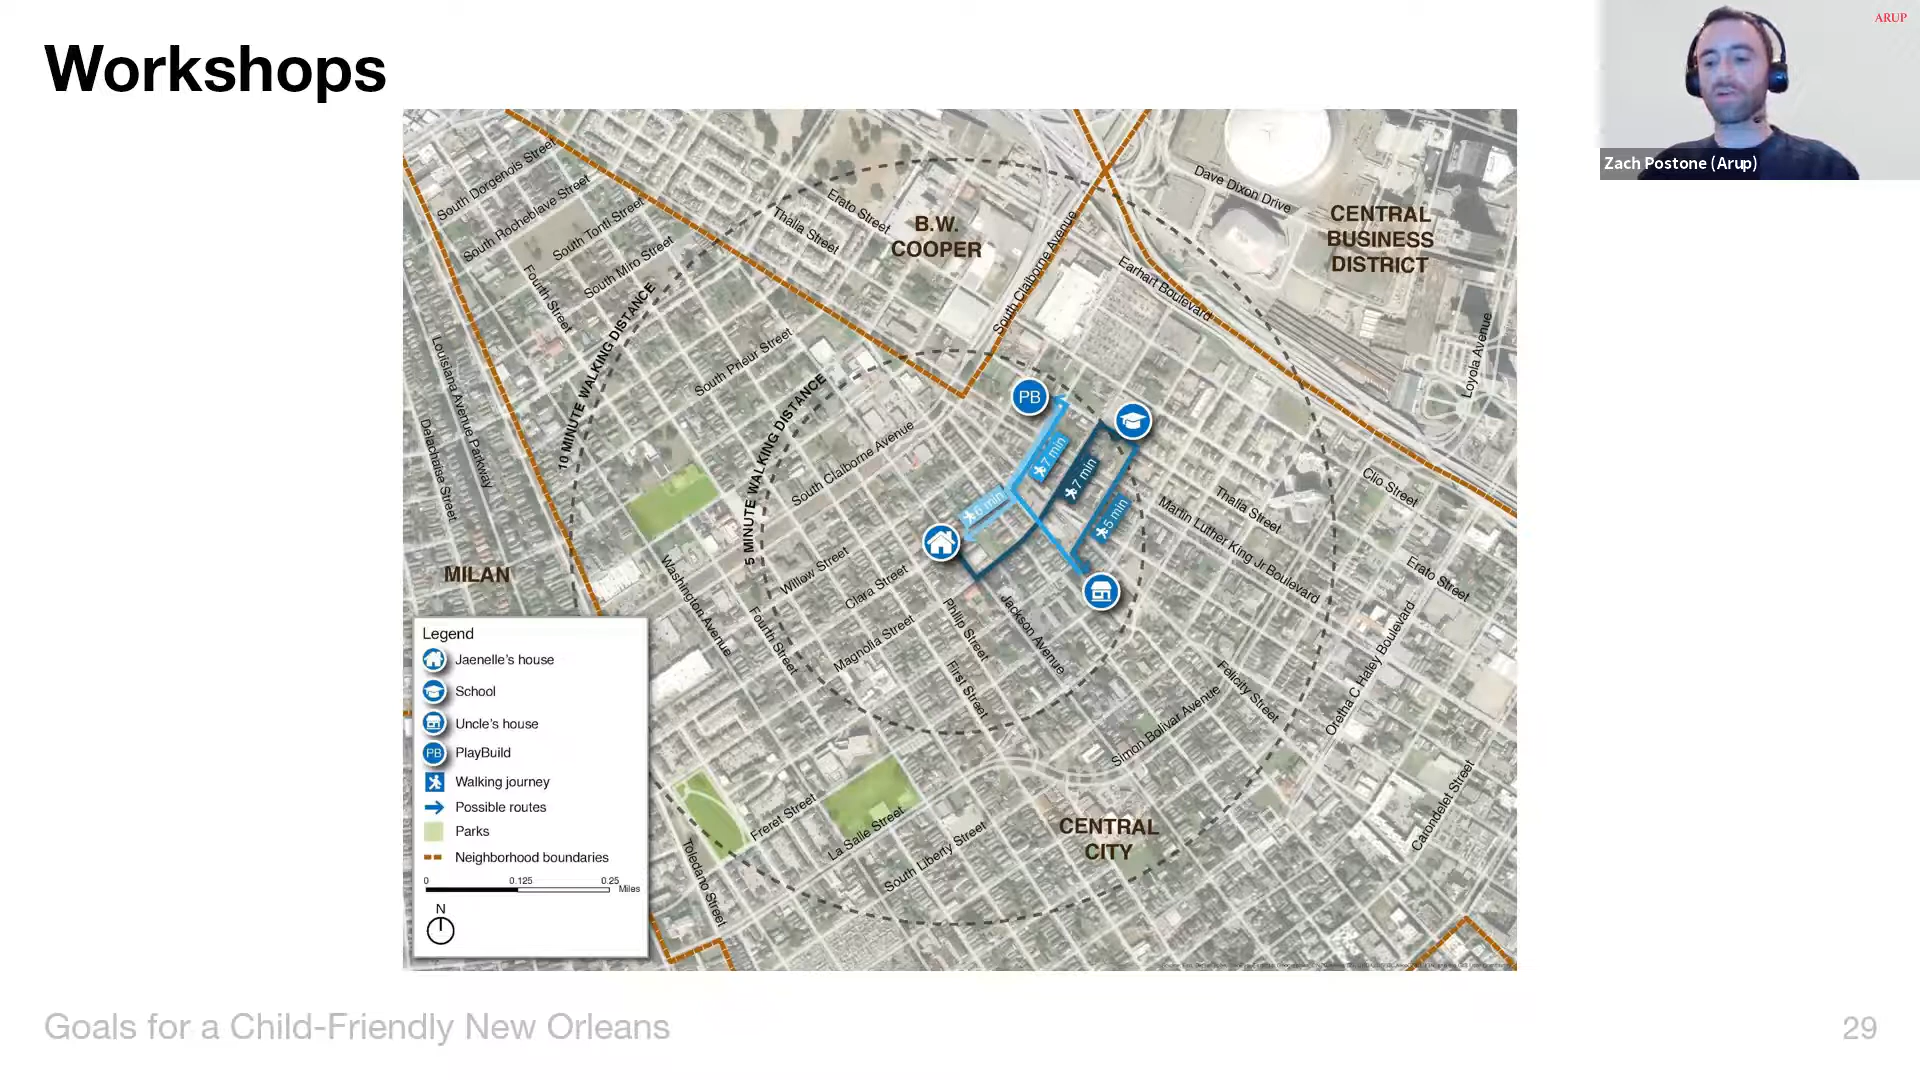 Workshops
ARUP
Zach Postone (Arup)
South Dorgenois Street
South Rocheblave Street
South Tonti Street
South Miro Street
Fourth Street
Thalia Street
Erato Street
B.W.
COOPER
South Claiborne Avenue
Dave Dixon Drive
CENTRAL
BUSINESS
DISTRICT
Earhart Boulevard
Loyola Avenue
Louisiana Avenue Parkway
Delachaise Street
10 MINUTE WALKING DISTANCE
South Prieur Street
5 MINUTE WALKING DISTANCE
South Claiborne Avenue
PB
7 min
7 min
6 min
5 min
Clio Street
Thalia Street
Martin Luther King Jr Boulevard
Erato Street
MILAN
Washington Avenue
Willow Street
Clara Street
Fourth Street
Magnolia Street
Philip Street
Jackson Avenue
First Street
Felicity Street
Oretha C Haley Boulevard
Simon Bolivar Avenue
Carondelet Street
Freret Street
La Salle Street
South Liberty Street
Toledano Street
CENTRAL
CITY
Legend
Jaenelle's house
School
Uncle's house
PB PlayBuild
Walking journey
Possible routes
Parks
Neighborhood boundaries
0 0.125 0.25
Miles
N
Goals for a Child-Friendly New Orleans
29